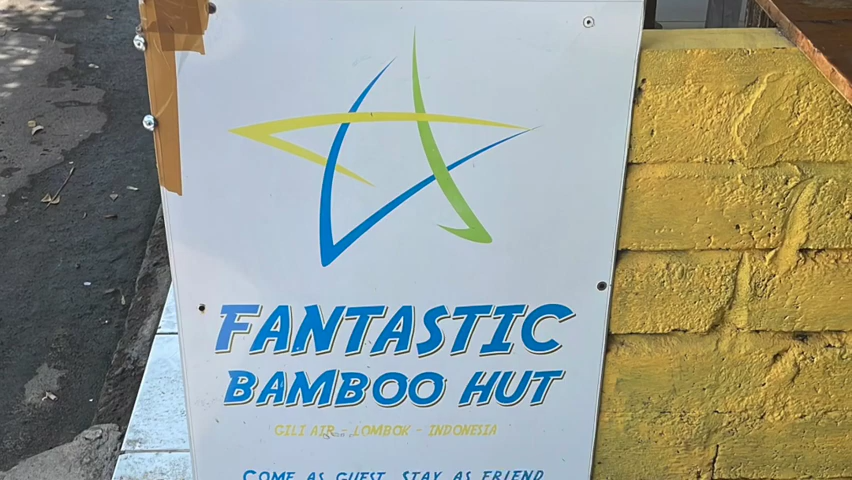 FANTASTIC
BAMBOO HUT
GILI AIR - LOMBOK - INDONESIA
COME AS GUEST, STAY AS FRIEND